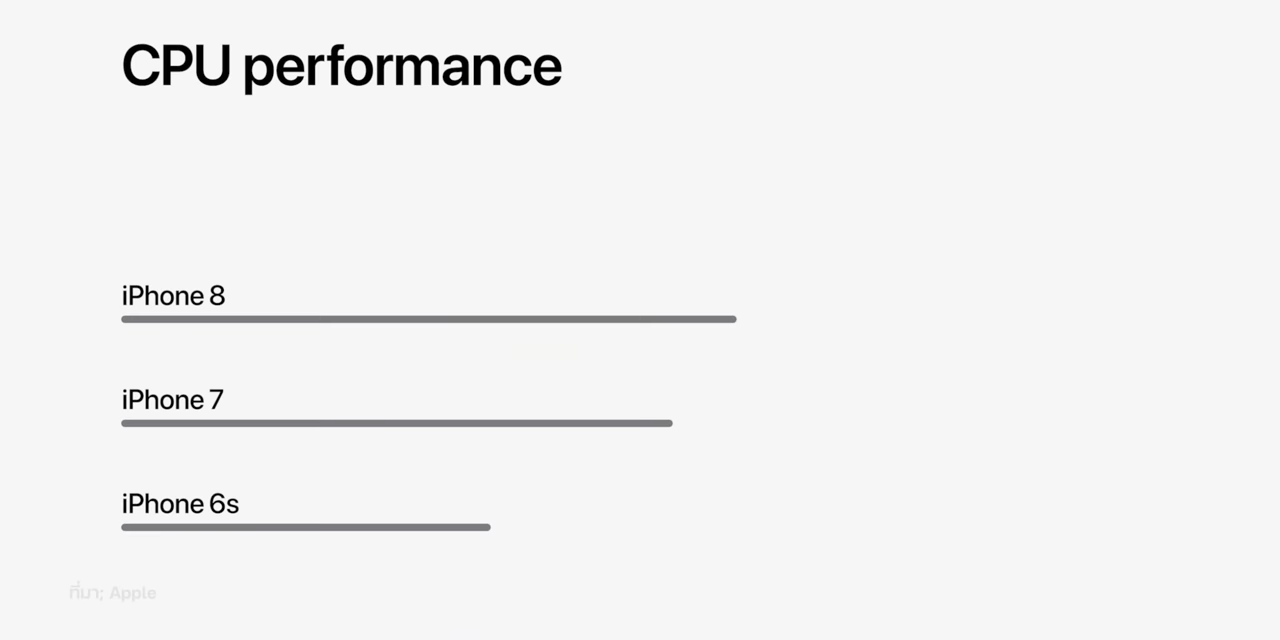 CPU performance
iPhone 8
iPhone 7
iPhone 6s
ที่มา; Apple